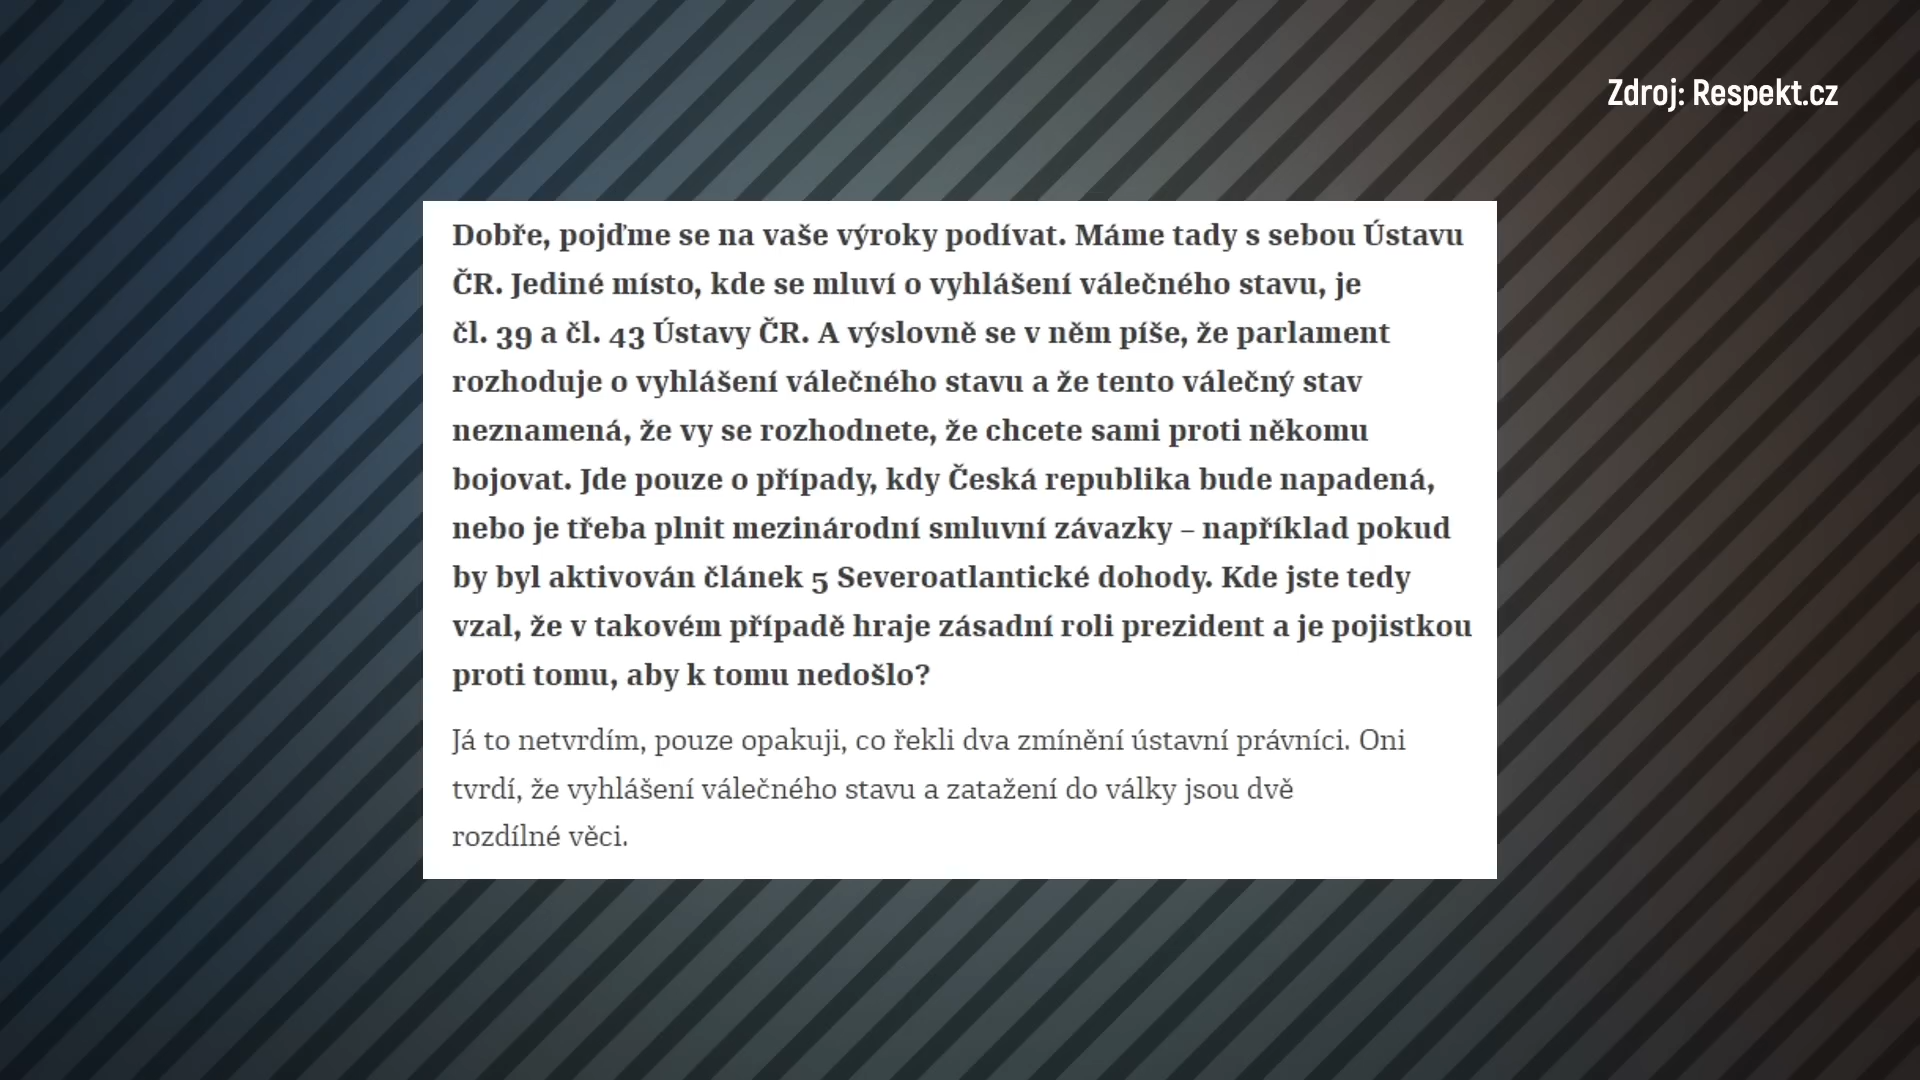 Zdroj: Respekt.cz
Dobře, pojďme se na vaše výroky podívat. Máme tady s sebou Ústavu
ČR. Jediné místo, kde se mluví o vyhlášení válečného stavu, je
čl. 39 a čl. 43 Ústavy ČR. A výslovně se v něm píše, že parlament
rozhoduje o vyhlášení válečného stavu a že tento válečný stav
neznamená, že vy se rozhodnete, že chcete sami proti někomu
bojovat. Jde pouze o případy, kdy Česká republika bude napadená,
nebo je třeba plnit mezinárodní smluvní závazky – například pokud
by byl aktivován článek 5 Severoatlantické dohody. Kde jste tedy
vzal, že v takovém případě hraje zásadní roli prezident a je pojistkou
proti tomu, aby k tomu nedošlo?
Já to netvrdím, pouze opakuji, co řekli dva zmínění ústavní právníci. Oni
tvrdí, že vyhlášení válečného stavu a zatažení do války jsou dvě
rozdílné věci.